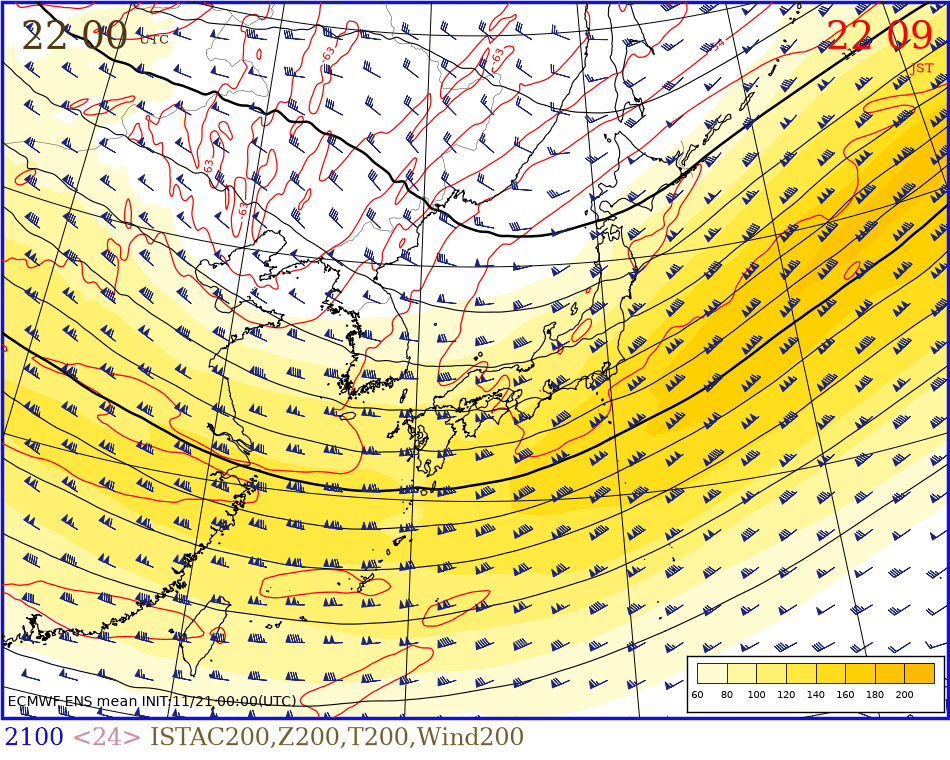 22 00 UTC
22 09 JST
-63
-63
-54
-63
-63
60 80 100 120 140 160 180 200
ECMWF ENS mean INIT:11/21 00:00(UTC)
2100 <24> ISTAC200,Z200,T200,Wind200